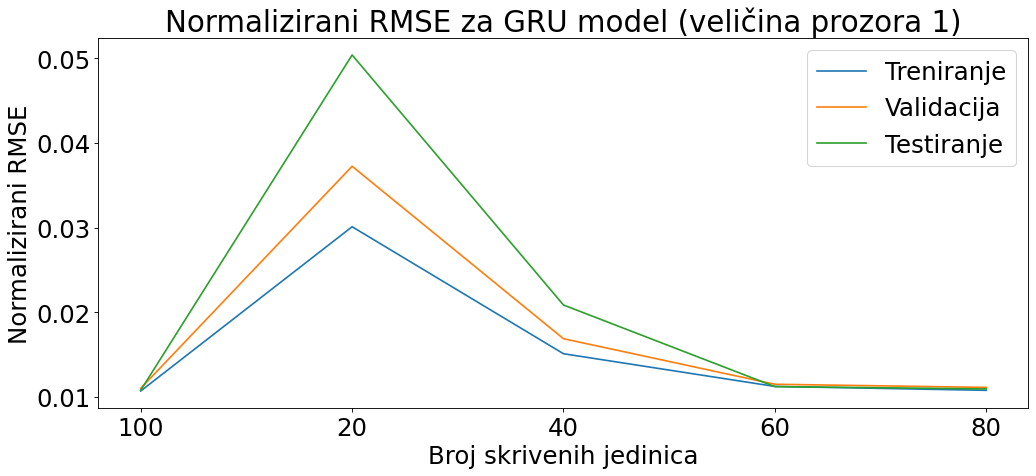 Normalizirani RMSE za GRU model (veličina prozora 1)
Treniranje
Validacija
Testiranje
Normalizirani RMSE
0.05
0.04
0.03
0.02
0.01
100 20 40 60 80
Broj skrivenih jedinica